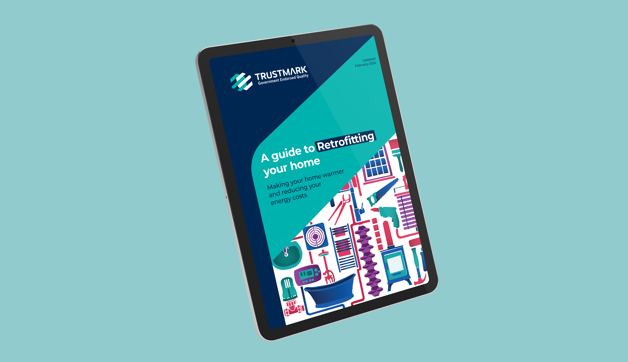 TRUSTMARK
Government Endorsed Quality
A guide to Retrofitting
your home
Making your home warmer
and reducing your
energy costs